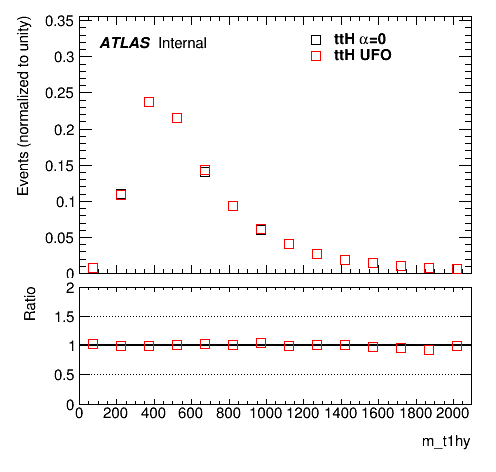 ATLAS Internal
ttH α=0
ttH UFO
Events (normalized to unity)
0.35
0.3
0.25
0.2
0.15
0.1
0.05
0
Ratio
2
1.5
1
0.5
0
0 200 400 600 800 1000 1200 1400 1600 1800 2000
m_t1hy